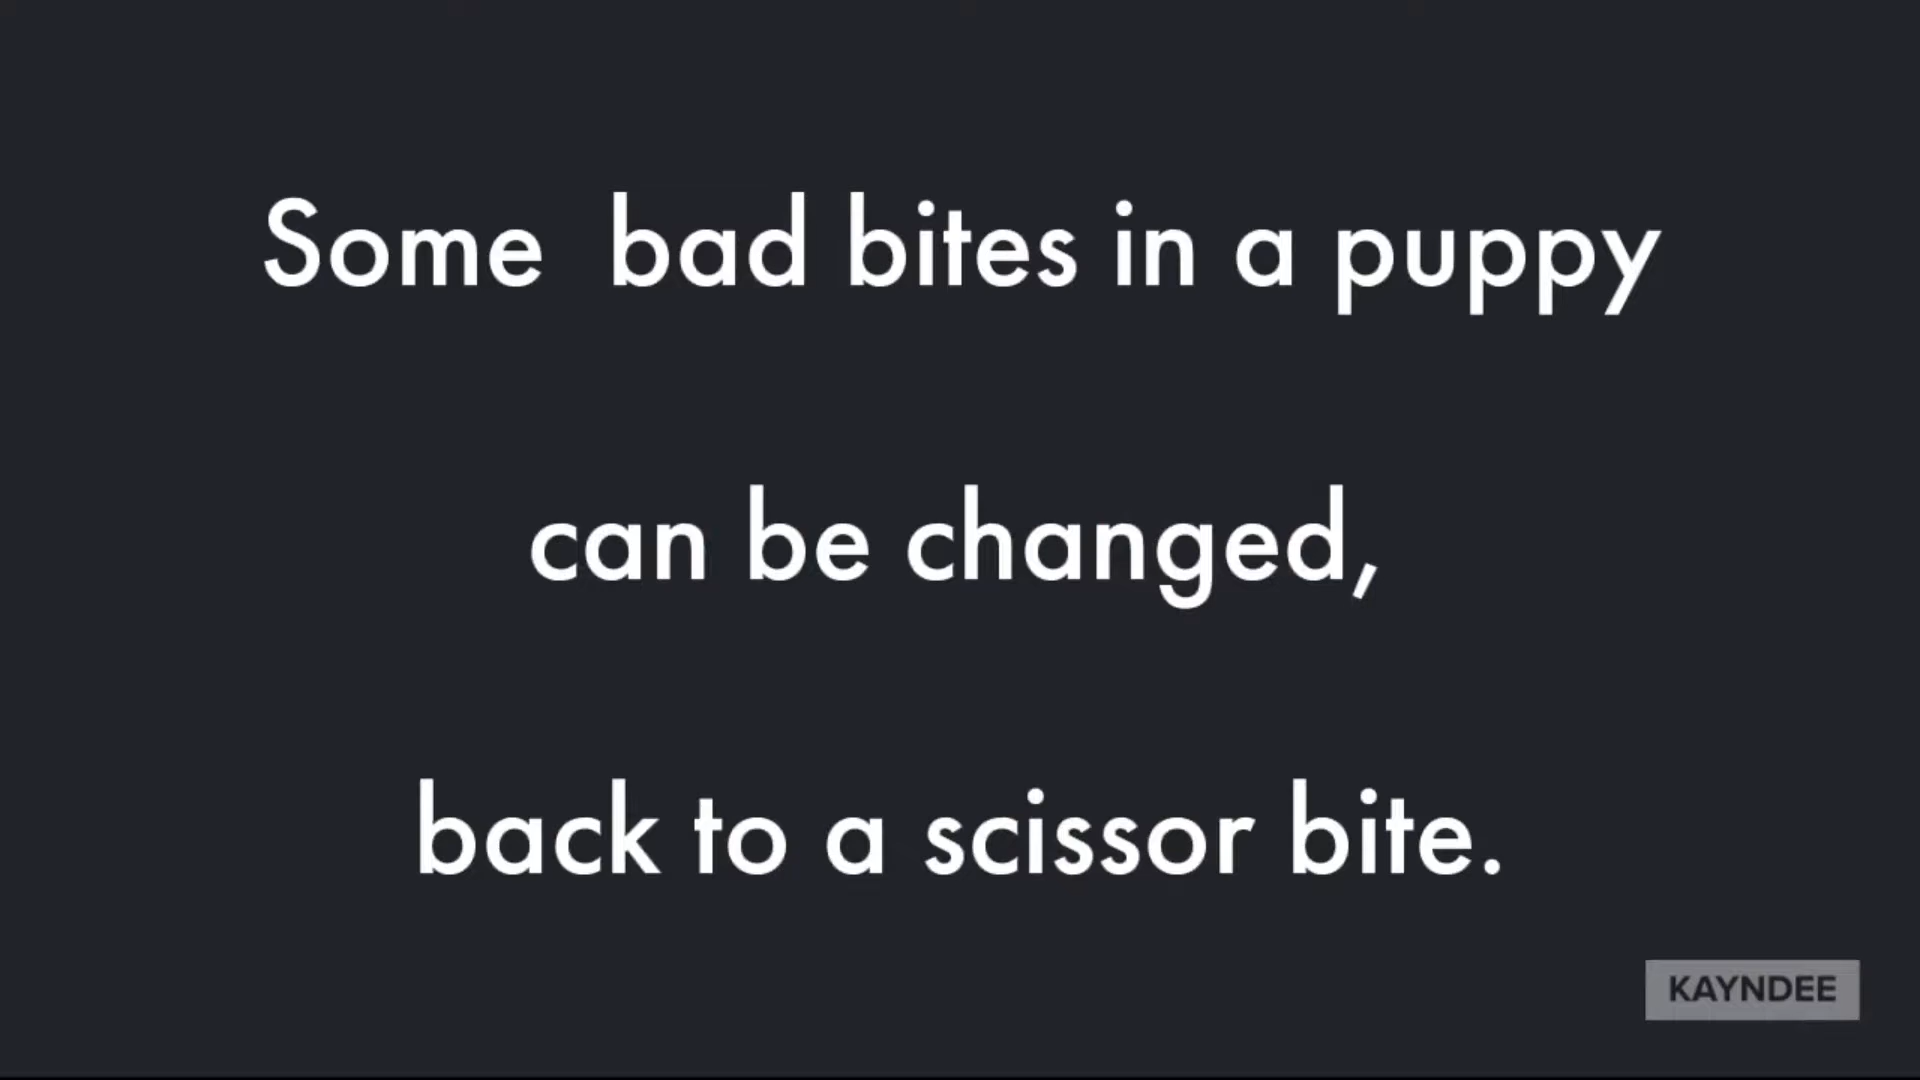 Some  bad bites in a puppy
can be changed,
back to a scissor bite.
KAYNDEE